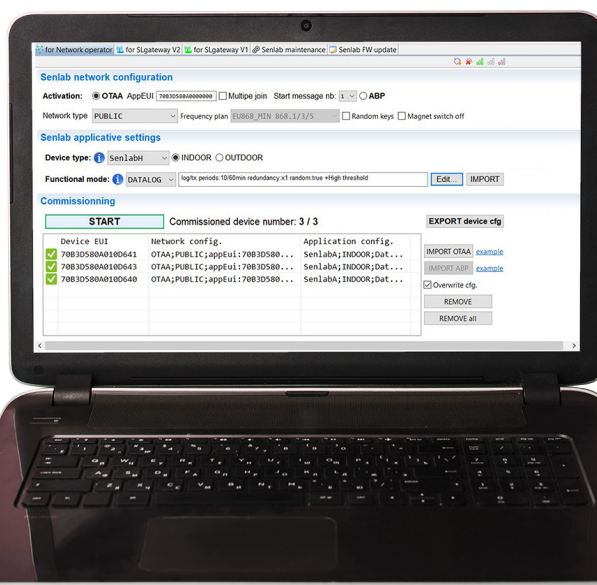 for Network operator for SLgateway V2 for SLgateway V1 Senlab maintenance Senlab FW update
Senlab network configuration
Activation: OTAA AppEUI 70B3D580A0000000 Multipe join Start message nb: 1 ABP
Network type PUBLIC Frequency plan EU868_MIN 868.1/3/5 Random keys Magnet switch off
Senlab applicative settings
Device type: SenlabH INDOOR OUTDOOR
Functional mode: DATALOG log/tx periods:10/60min redundancy:x1 random:true +High threshold Edit... IMPORT
Commissionning
START Commissioned device number: 3 / 3 EXPORT device cfg
Device EUI Network config. Application config.
70B3D580A010D641 OTAA;PUBLIC;appEui:70B3D580... SenlabA;INDOOR;Dat...
70B3D580A010D643 OTAA;PUBLIC;appEui:70B3D580... SenlabA;INDOOR;Dat...
70B3D580A010D640 OTAA;PUBLIC;appEui:70B3D580... SenlabA;INDOOR;Dat...
IMPORT OTAA example
IMPORT ABP example
Overwrite cfg.
REMOVE
REMOVE all